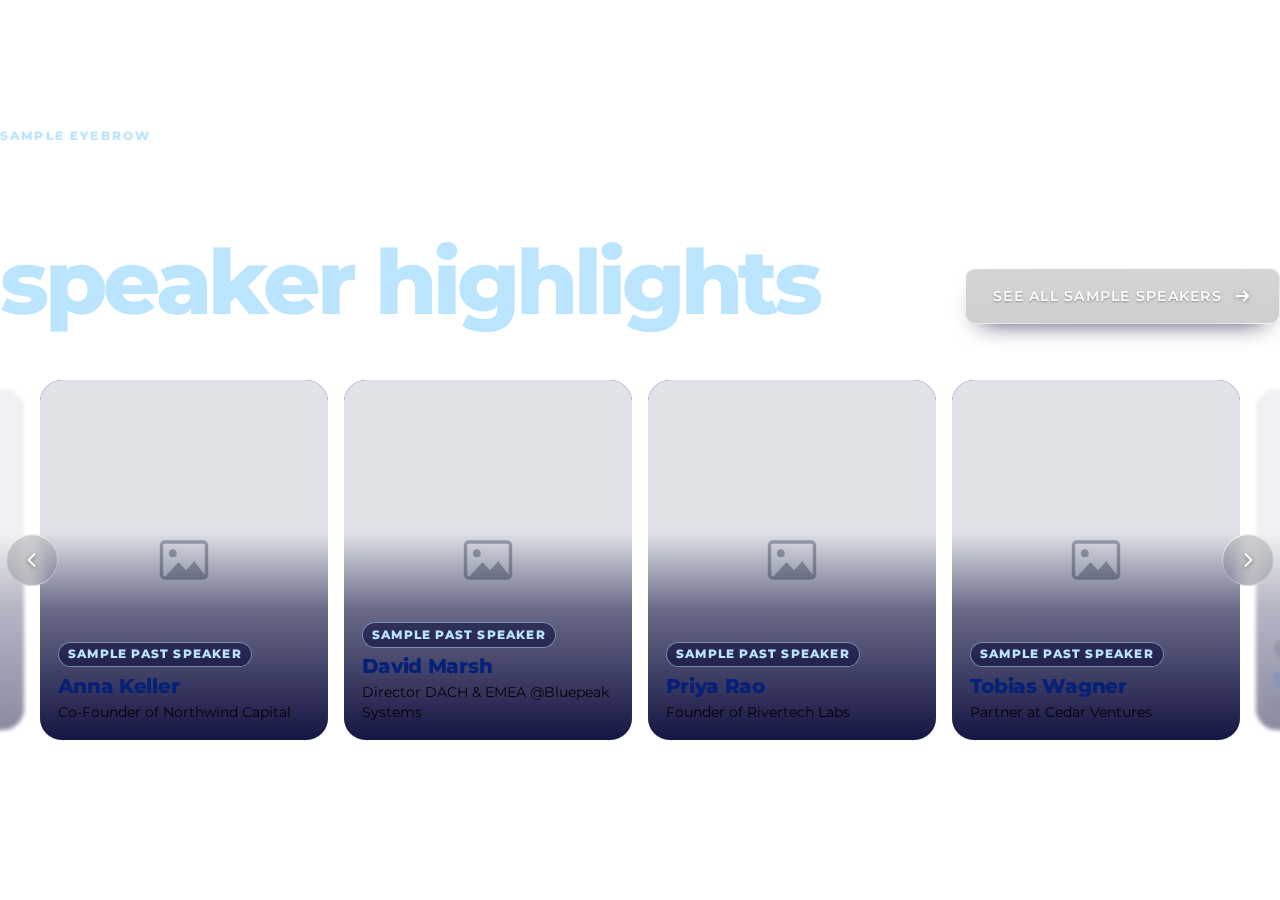 SAMPLE EYEBROW
speaker highlights
SEE ALL SAMPLE SPEAKERS
SAMPLE PAST SPEAKER
Anna Keller
Co-Founder of Northwind Capital
SAMPLE PAST SPEAKER
David Marsh
Director DACH & EMEA @Bluepeak
Systems
SAMPLE PAST SPEAKER
Priya Rao
Founder of Rivertech Labs
SAMPLE PAST SPEAKER
Tobias Wagner
Partner at Cedar Ventures